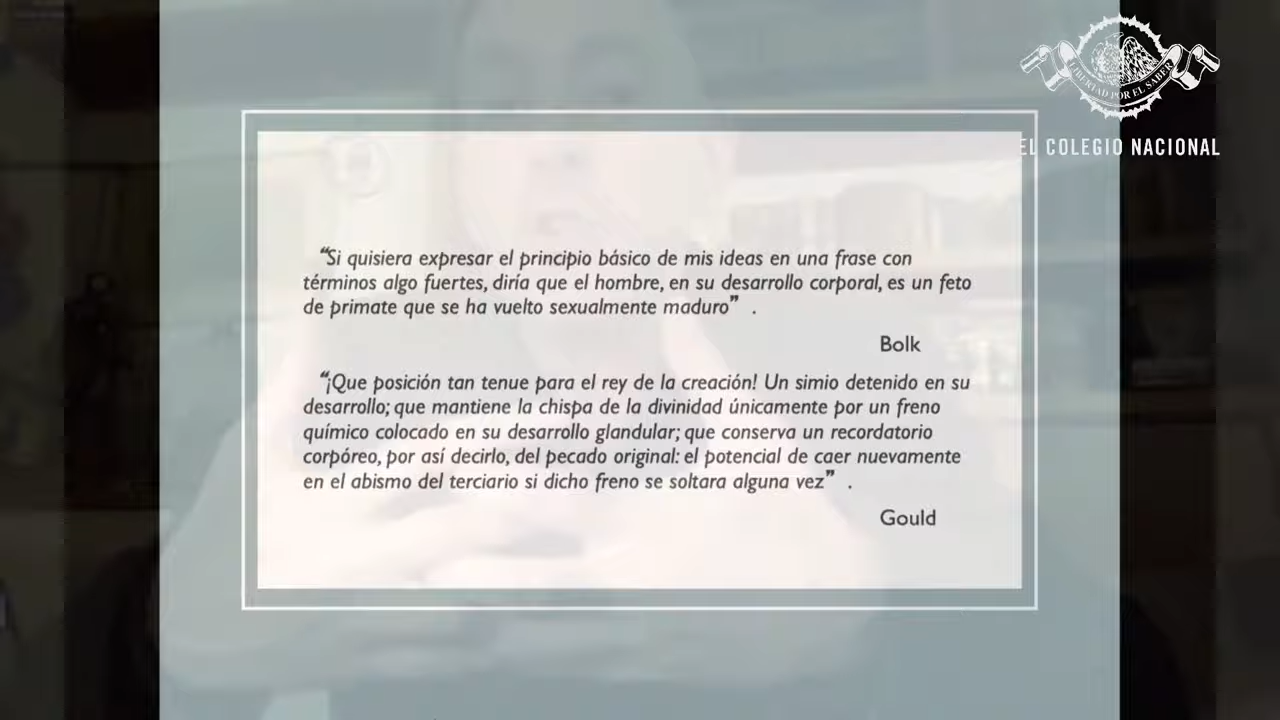 LIBERTAD POR EL SABER
EL COLEGIO NACIONAL
“Si quisiera expresar el principio básico de mis ideas en una frase con
términos algo fuertes, diría que el hombre, en su desarrollo corporal, es un feto
de primate que se ha vuelto sexualmente maduro” .
Bolk
“¡Que posición tan tenue para el rey de la creación! Un simio detenido en su
desarrollo; que mantiene la chispa de la divinidad únicamente por un freno
químico colocado en su desarrollo glandular; que conserva un recordatorio
corpóreo, por así decirlo, del pecado original: el potencial de caer nuevamente
en el abismo del terciario si dicho freno se soltara alguna vez” .
Gould